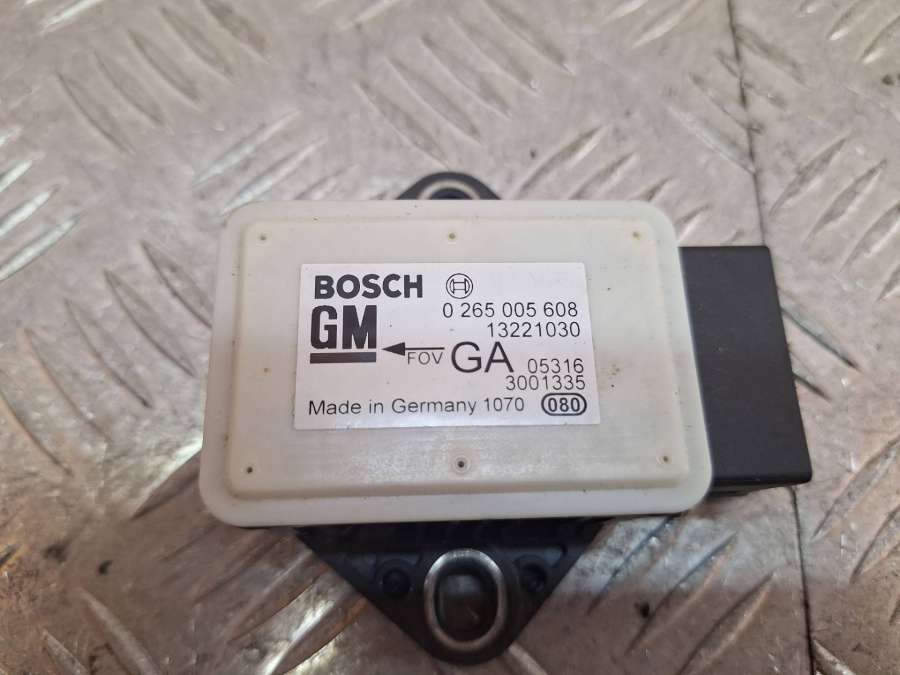 BOSCH
0 265 005 608
GM
13221030
FOV
GA
05316
3001335
Made in Germany 1070
080